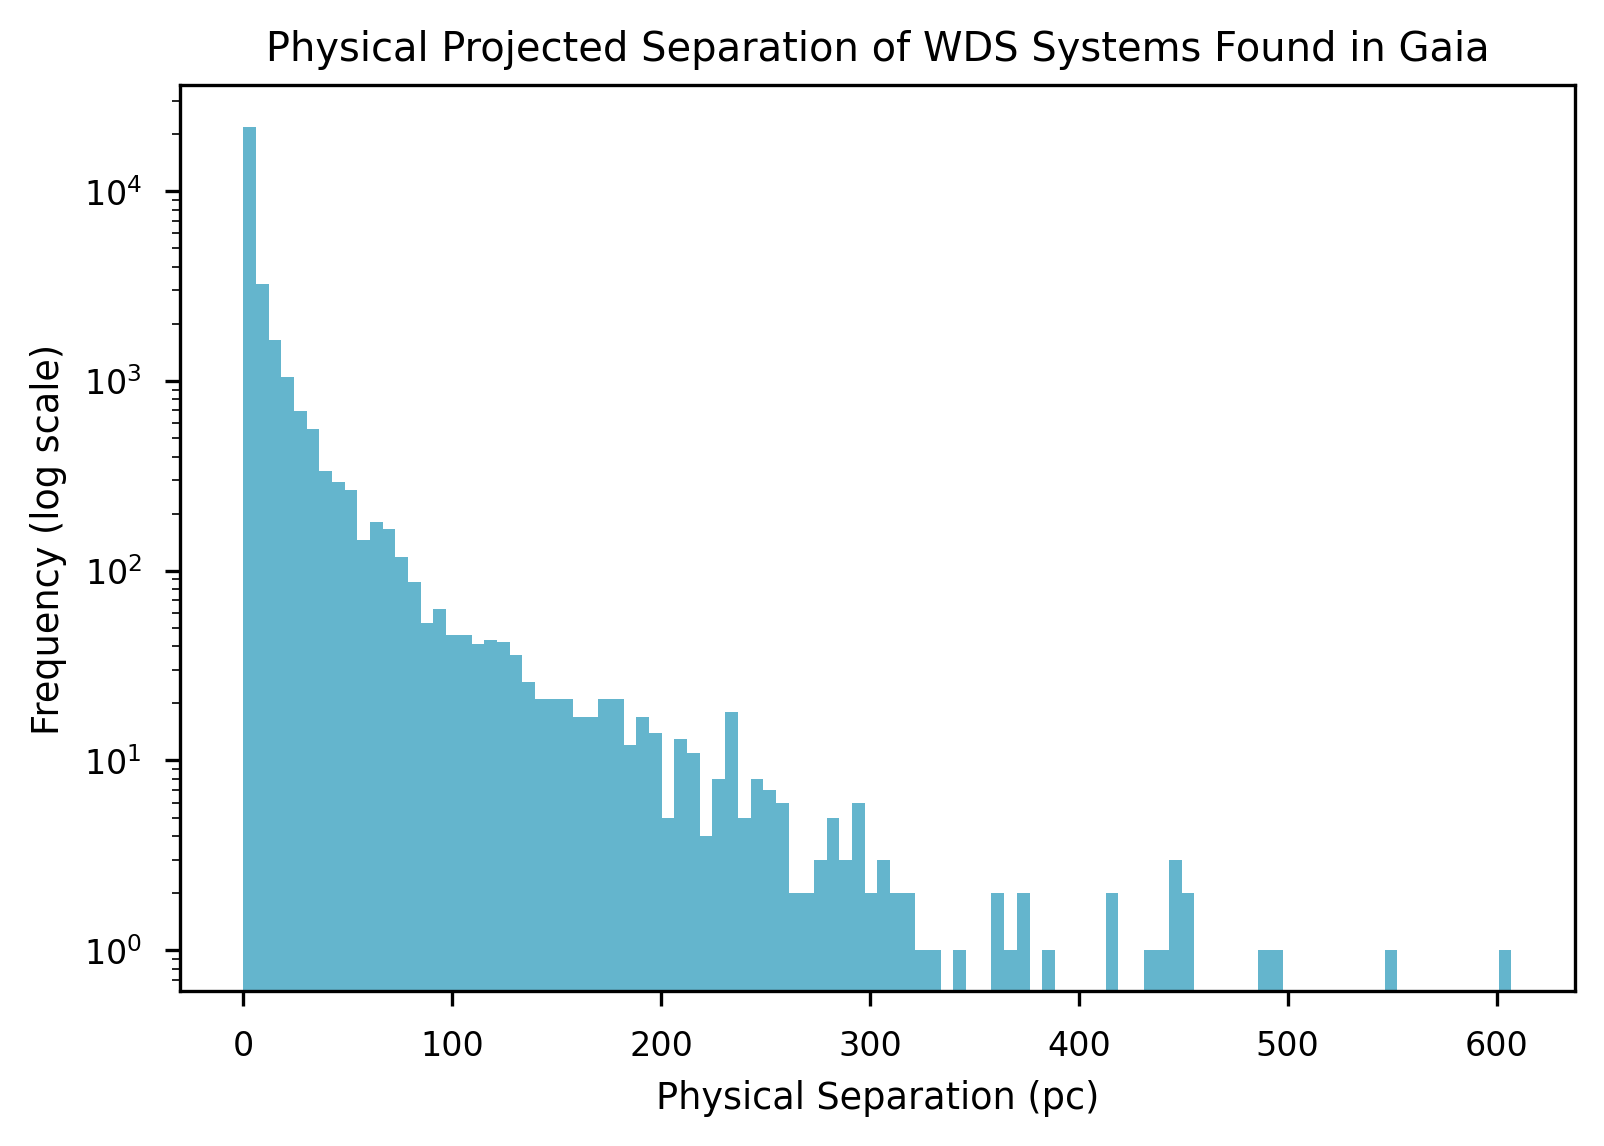 Physical Projected Separation of WDS Systems Found in Gaia
Frequency (log scale)
10⁴
10³
10²
10¹
10⁰
0 100 200 300 400 500 600
Physical Separation (pc)